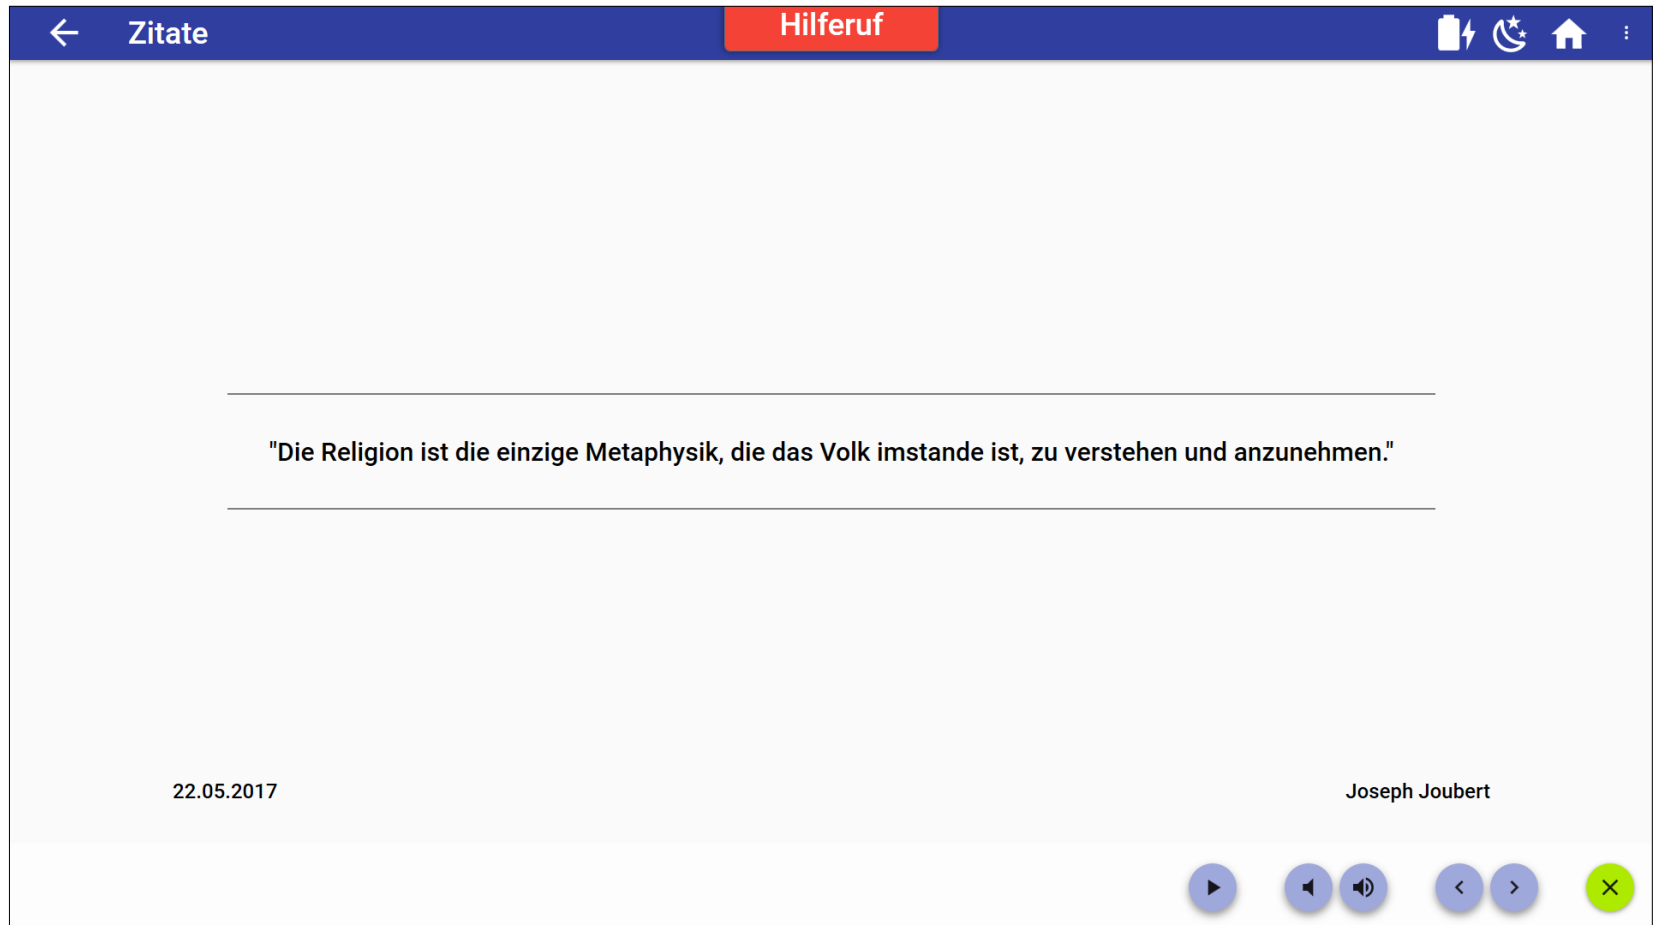 Zitate
Hilferuf
"Die Religion ist die einzige Metaphysik, die das Volk imstande ist, zu verstehen und anzunehmen."
22.05.2017
Joseph Joubert